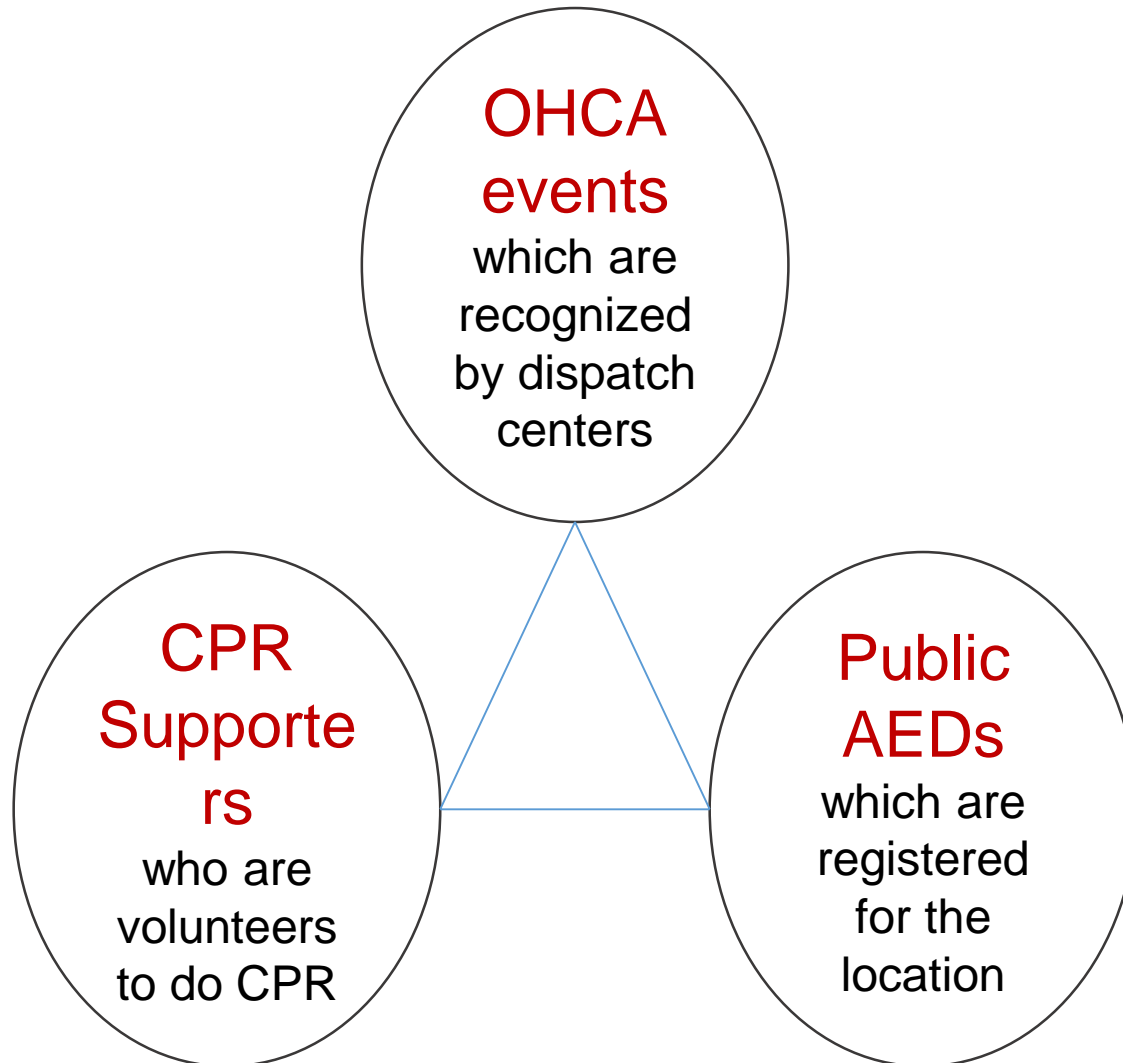 OHCA
events
which are
recognized
by dispatch
centers
CPR
Supporte
rs
who are
volunteers
to do CPR
Public
AEDs
which are
registered
for the
location